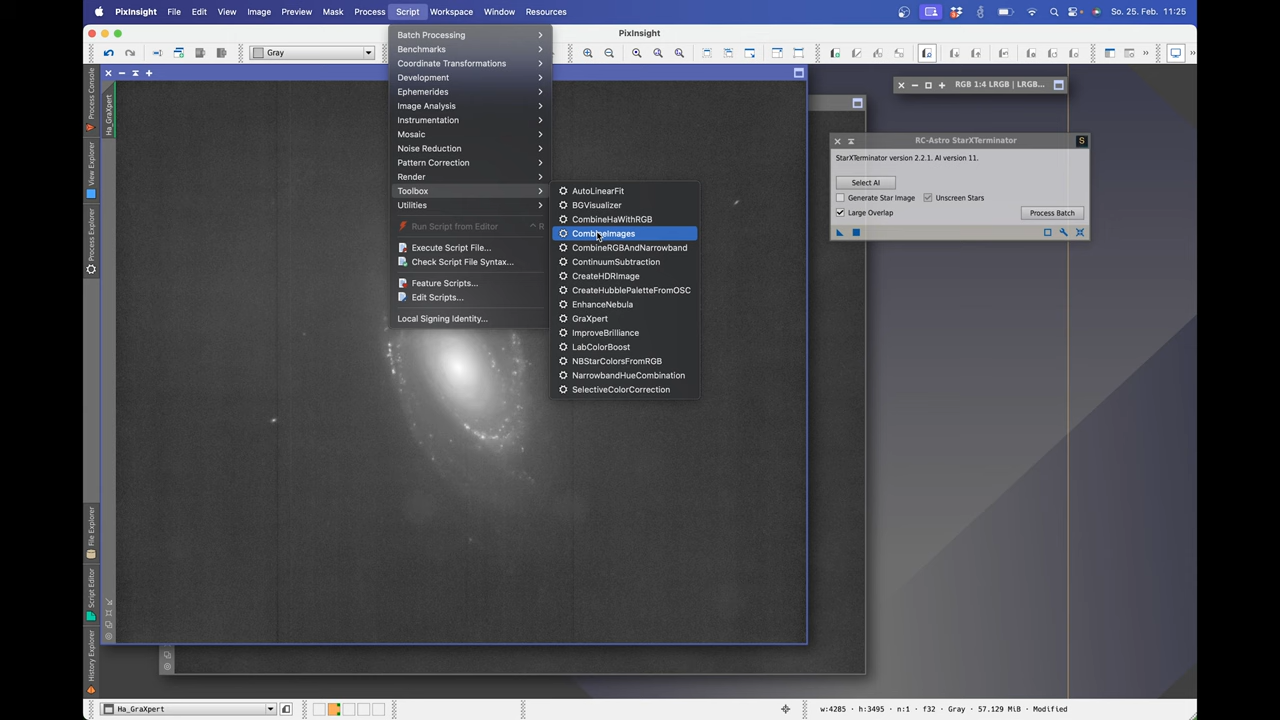 PixInsight File Edit View Image Preview Mask Process Script Workspace Window Resources So. 25. Feb. 11:25
PixInsight
Gray
Batch Processing
Benchmarks
Coordinate Transformations
Development
Ephemerides
Image Analysis
Instrumentation
Mosaic
Noise Reduction
Pattern Correction
Render
Toolbox
Utilities
Run Script from Editor ^ R
Execute Script File...
Check Script File Syntax...
Feature Scripts...
Edit Scripts...
Local Signing Identity...
AutoLinearFit
BGVisualizer
CombineHaWithRGB
CombineImages
CombineRGBAndNarrowband
ContinuumSubtraction
CreateHDRImage
CreateHubblePaletteFromOSC
EnhanceNebula
GraXpert
ImproveBrilliance
LabColorBoost
NBStarColorsFromRGB
NarrowbandHueCombination
SelectiveColorCorrection
RGB 1:4 LRGB | LRGB...
RC-Astro StarXTerminator
S
StarXTerminator version 2.2.1. AI version 11.
Select AI
Generate Star Image Unscreen Stars
Large Overlap Process Batch
Process Console
View Explorer
Process Explorer
File Explorer
Script Editor
History Explorer
Ha_GraXpert
Ha_GraXpert
w:4285 | h:3495 | n:1 | f32 | Gray | 57.129 MiB | Modified